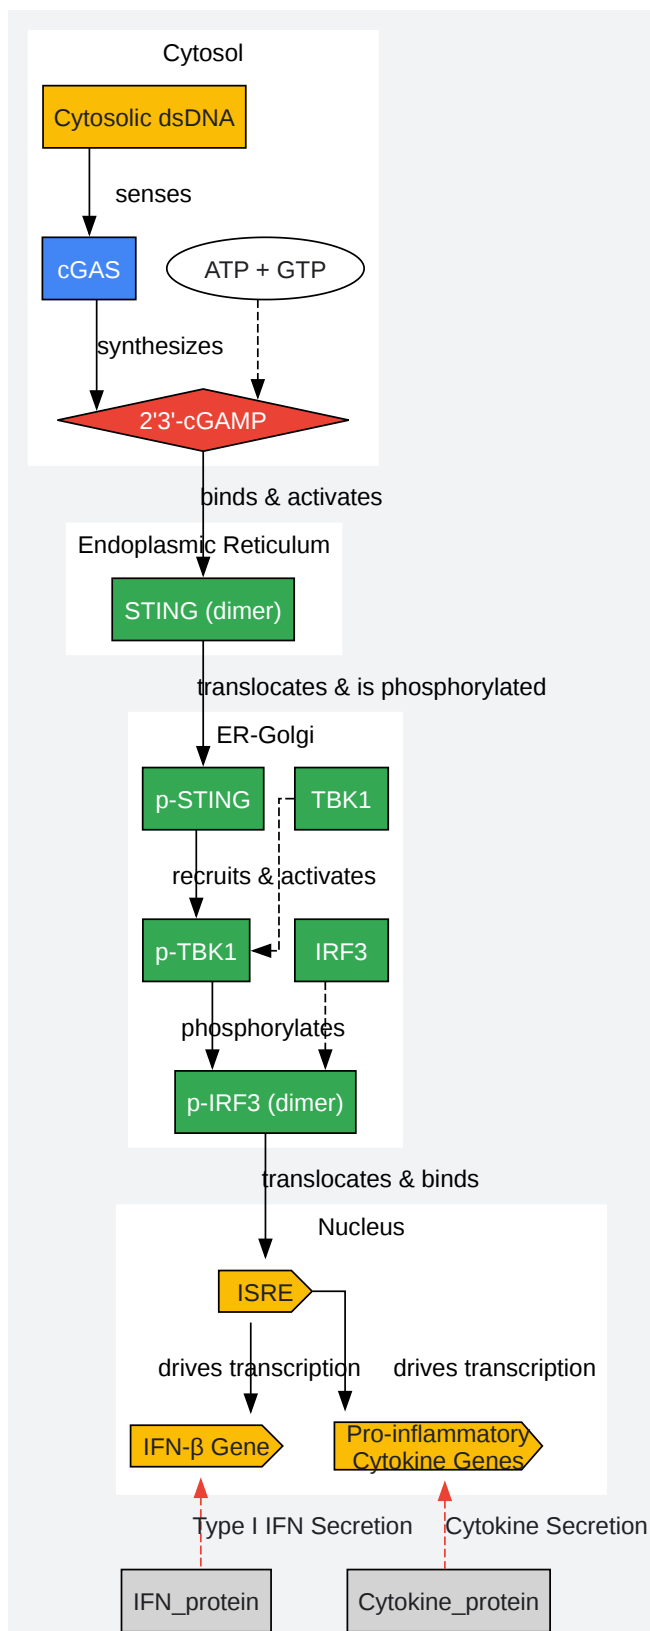 Cytosol
Cytosolic dsDNA
senses
cGAS
ATP + GTP
synthesizes
2'3'-cGAMP
binds & activates
Endoplasmic Reticulum
STING (dimer)
translocates & is phosphorylated
ER-Golgi
p-STING
TBK1
recruits & activates
p-TBK1
IRF3
phosphorylates
p-IRF3 (dimer)
translocates & binds
Nucleus
ISRE
drives transcription
drives transcription
IFN-β Gene
Pro-inflammatory
Cytokine Genes
Type I IFN Secretion
Cytokine Secretion
IFN_protein
Cytokine_protein